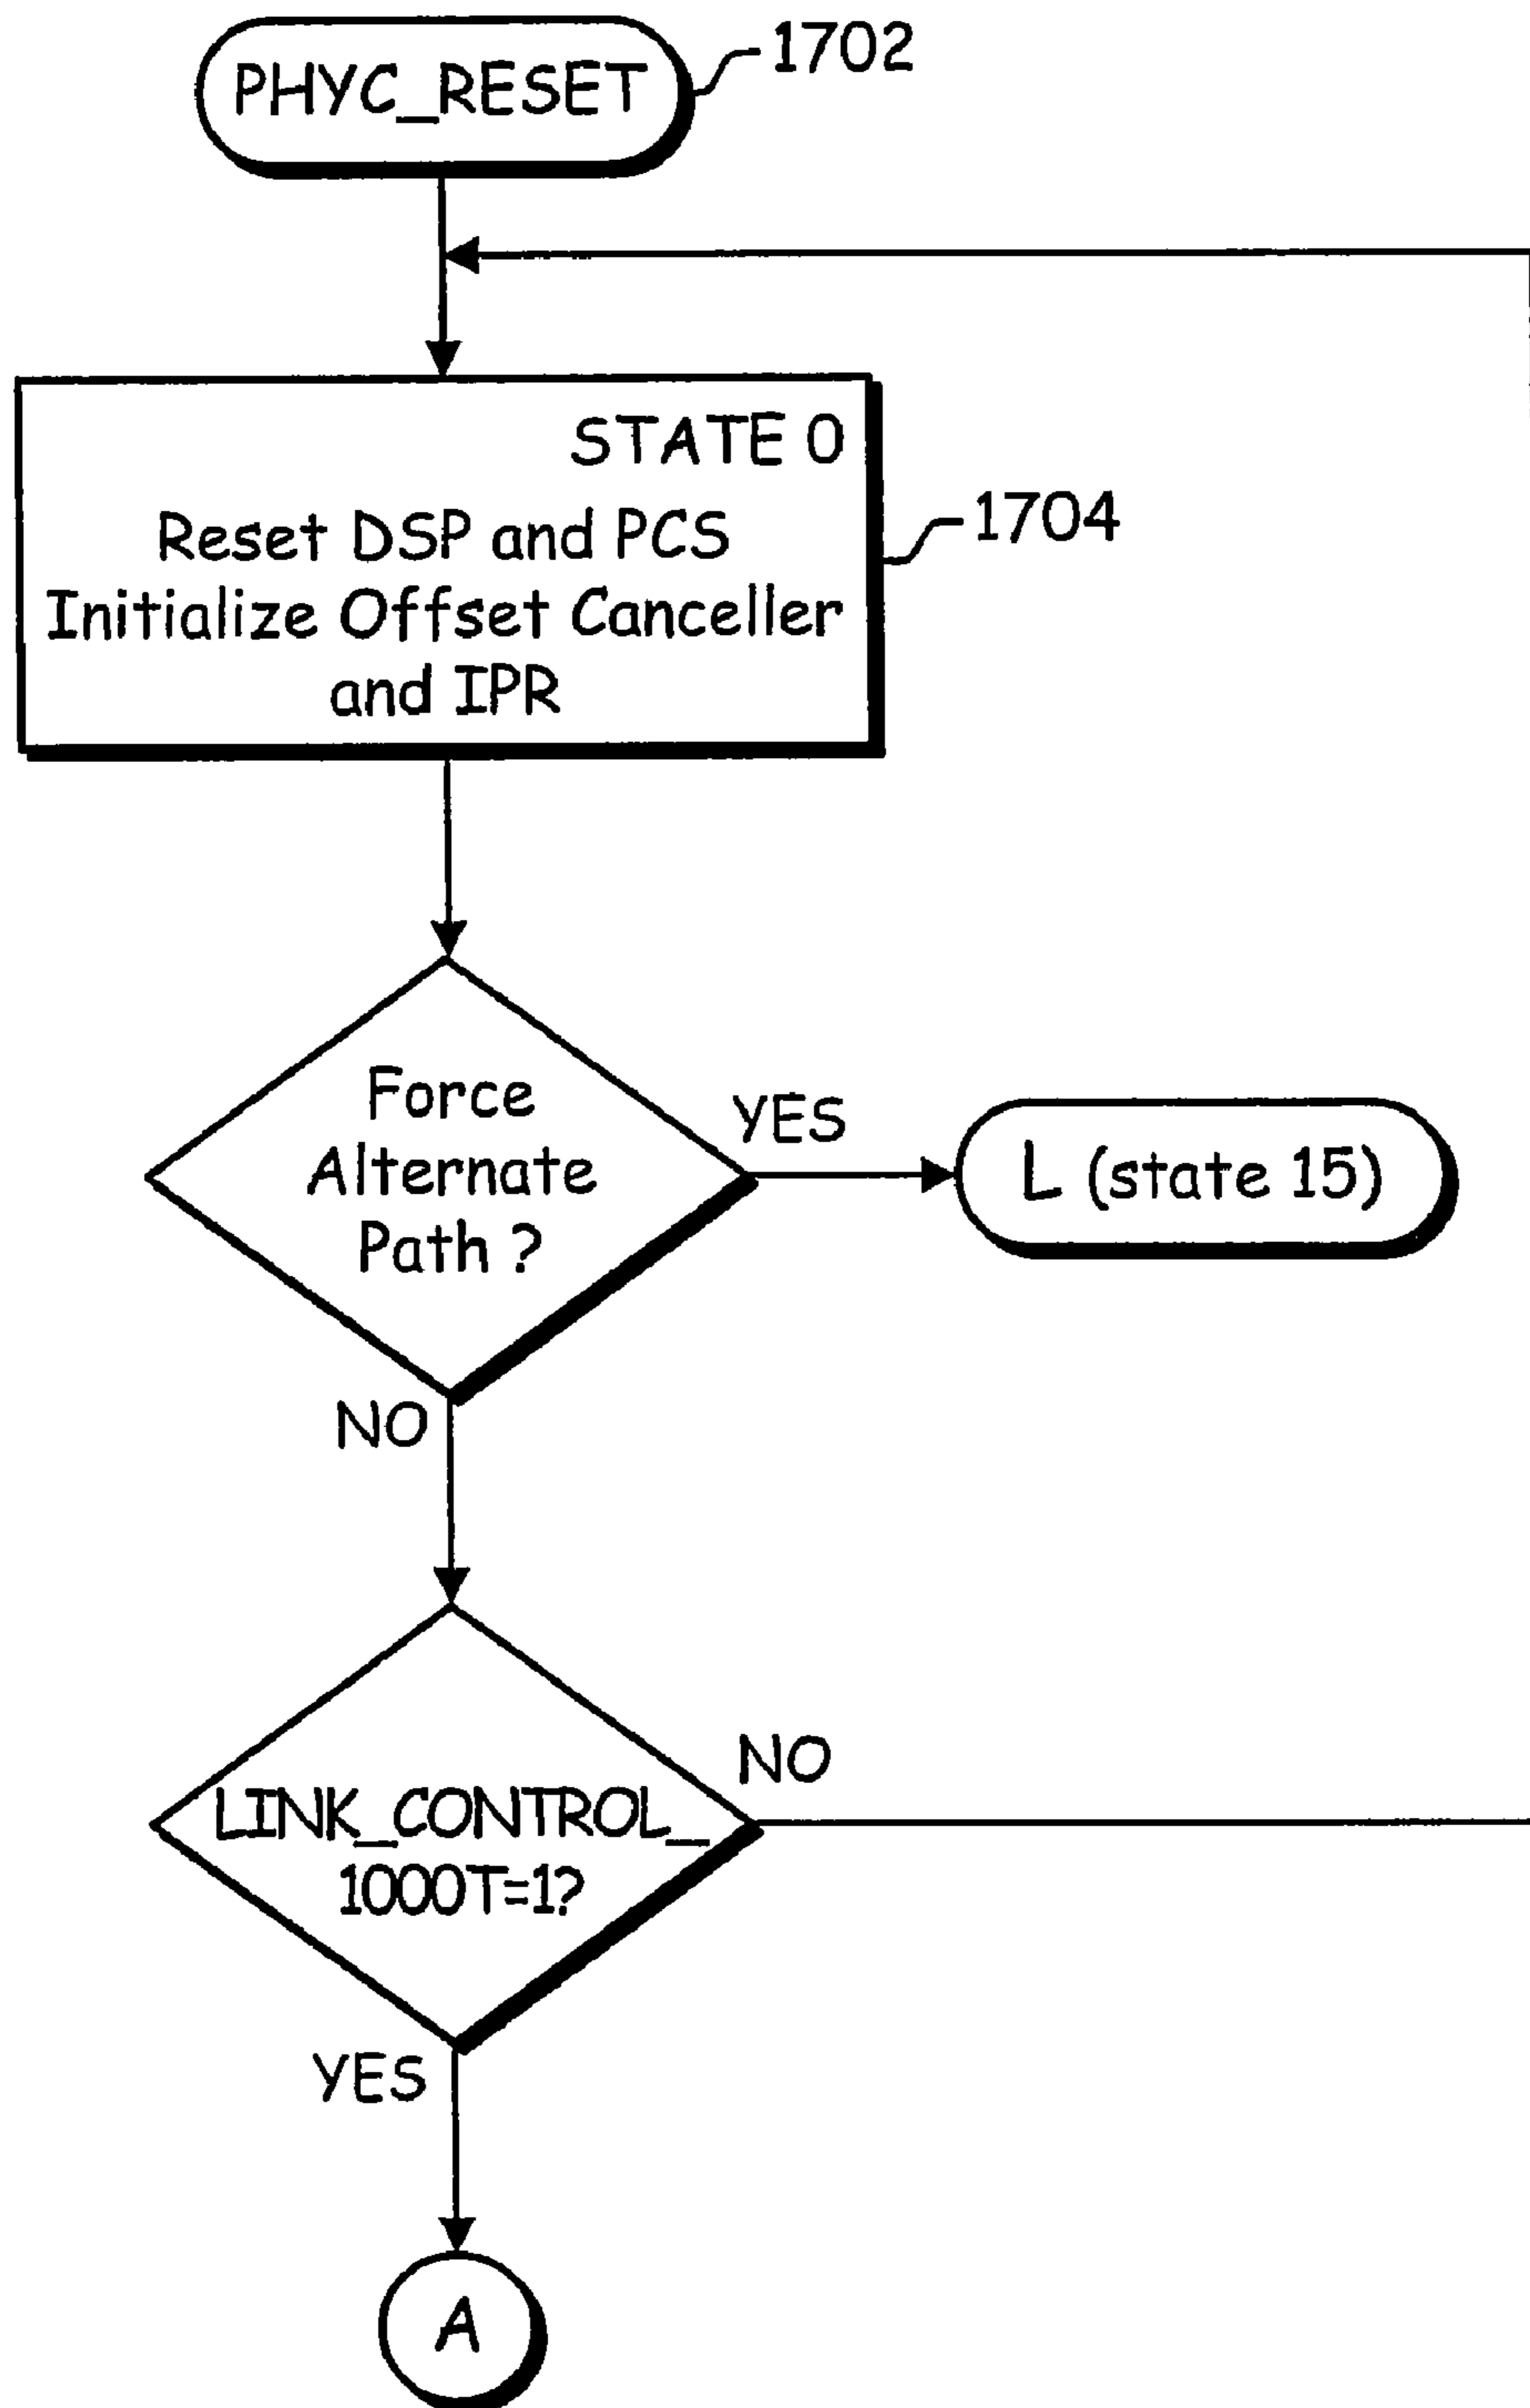 PHYC_RESET
1702
STATE 0
Reset DSP and PCS
Initialize Offset Canceller
and IPR
1704
Force
Alternate
Path ?
YES
L (state 15)
NO
LINK_CONTROL_
1000T=1?
NO
YES
A